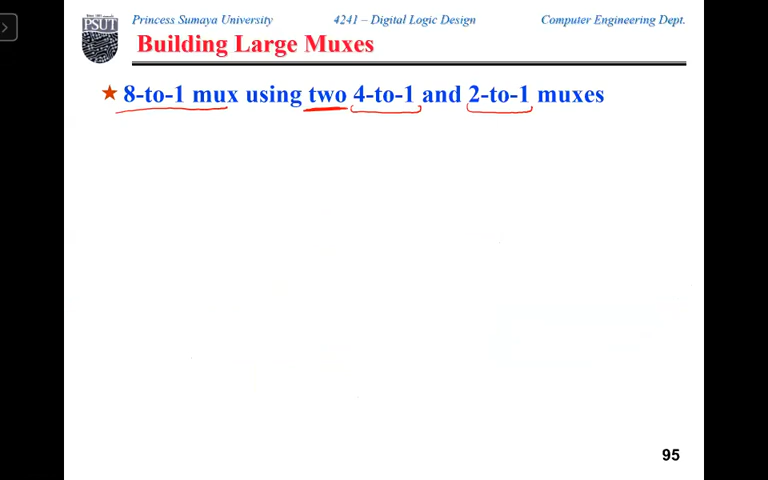 Princess Sumaya University 4241 – Digital Logic Design Computer Engineering Dept.
PSUT
Building Large Muxes
8-to-1 mux using two 4-to-1 and 2-to-1 muxes
95